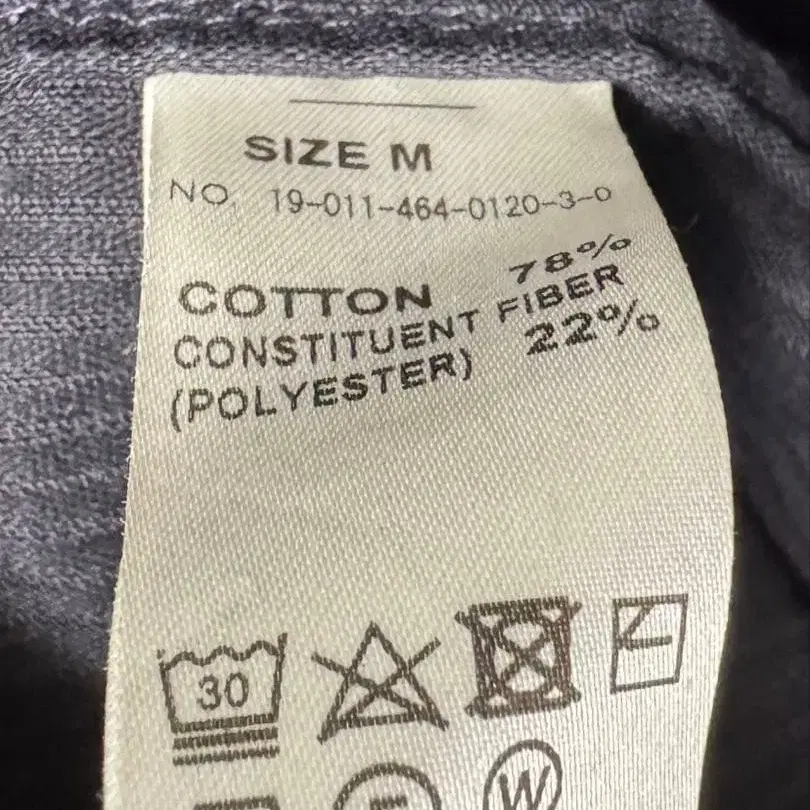 SIZE M
NO. 19-011-464-0120-3-0
COTTON 78%
CONSTITUENT FIBER
(POLYESTER) 22%
30
W